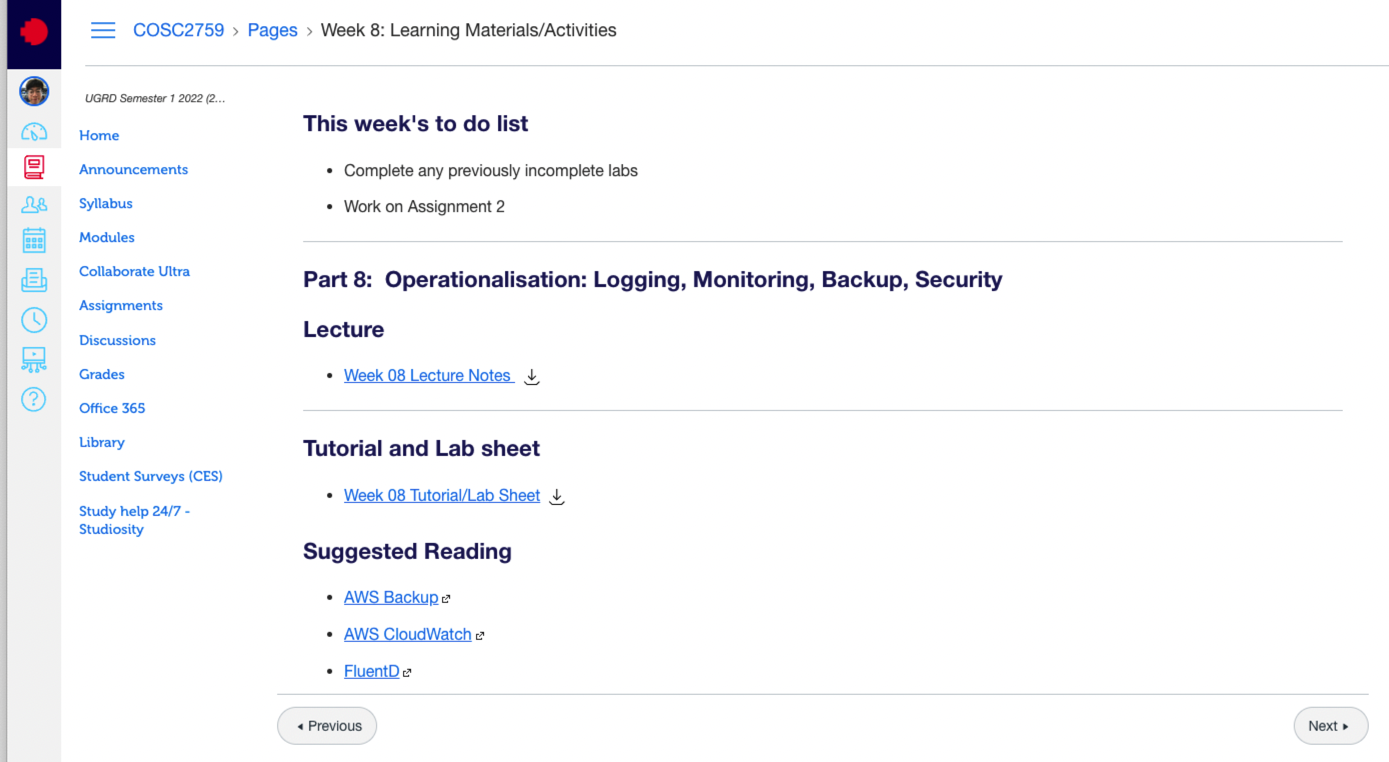 COSC2759 › Pages › Week 8: Learning Materials/Activities
UGRD Semester 1 2022 (2...
Home
Announcements
Syllabus
Modules
Collaborate Ultra
Assignments
Discussions
Grades
Office 365
Library
Student Surveys (CES)
Study help 24/7 -
Studiosity
This week's to do list
• Complete any previously incomplete labs
• Work on Assignment 2
Part 8: Operationalisation: Logging, Monitoring, Backup, Security
Lecture
• Week 08 Lecture Notes
Tutorial and Lab sheet
• Week 08 Tutorial/Lab Sheet
Suggested Reading
• AWS Backup
• AWS CloudWatch
• FluentD
Previous
Next